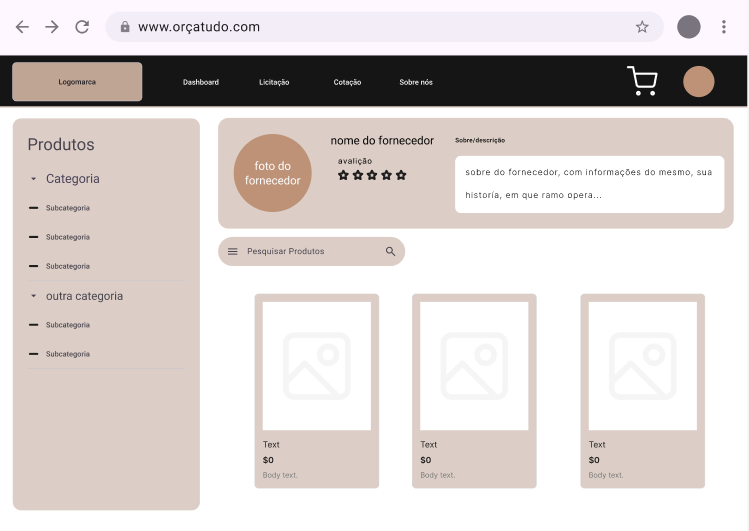 www.orçatudo.com
Logomarca
Dashboard
Licitação
Cotação
Sobre nós
Produtos
Categoria
Subcategoria
Subcategoria
Subcategoria
outra categoria
Subcategoria
Subcategoria
foto do
fornecedor
nome do fornecedor
avalição
Sobre/descrição
sobre do fornecedor, com informações do mesmo, sua
historía, em que ramo opera...
Pesquisar Produtos
Text
$0
Body text.
Text
$0
Body text.
Text
$0
Body text.